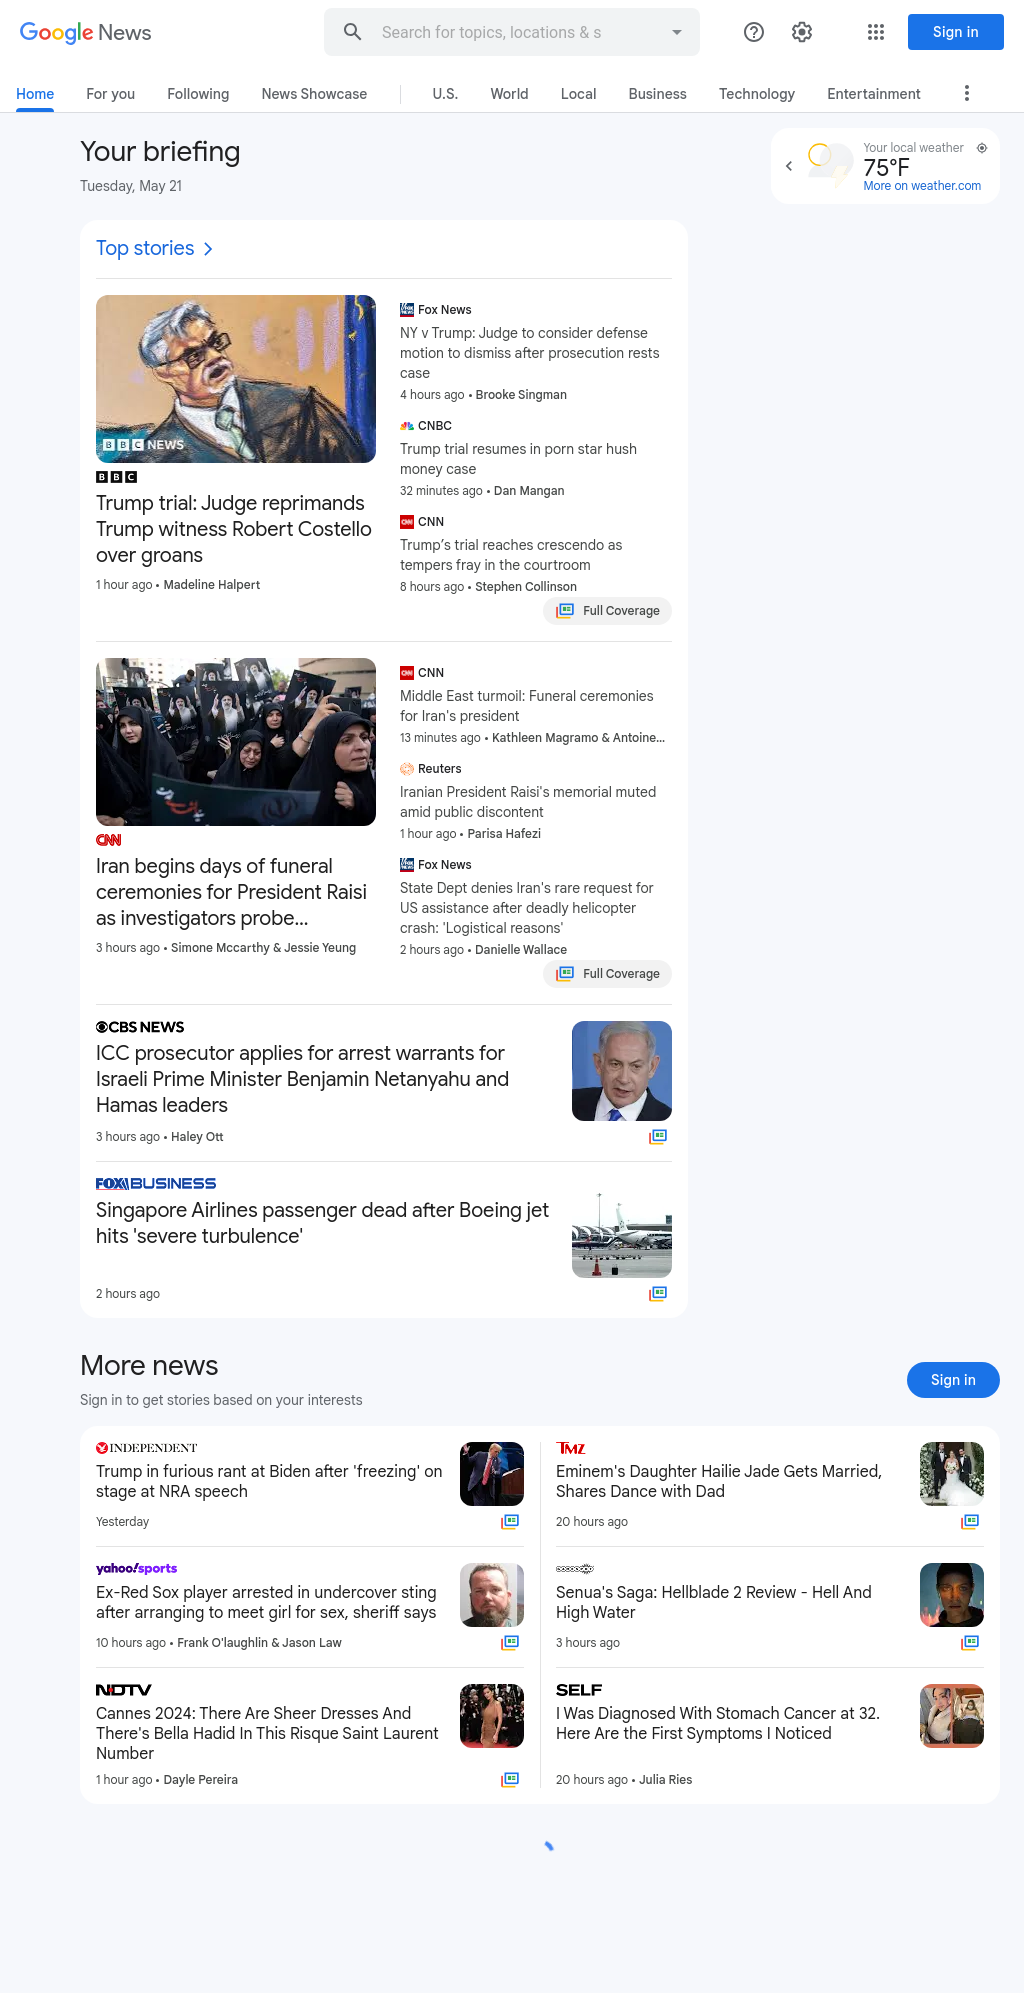 Google News
Search for topics, locations & s
Sign in
Home
For you
Following
News Showcase
U.S.
World
Local
Business
Technology
Entertainment
Your briefing
Tuesday, May 21
Your local weather
75°F
More on weather.com
Top stories
BBC NEWS
BBC
Trump trial: Judge reprimands
Trump witness Robert Costello
over groans
1 hour ago • Madeline Halpert
Fox News
NY v Trump: Judge to consider defense
motion to dismiss after prosecution rests
case
4 hours ago • Brooke Singman
CNBC
Trump trial resumes in porn star hush
money case
32 minutes ago • Dan Mangan
CNN
Trump’s trial reaches crescendo as
tempers fray in the courtroom
8 hours ago • Stephen Collinson
Full Coverage
CNN
Iran begins days of funeral
ceremonies for President Raisi
as investigators probe...
3 hours ago • Simone Mccarthy & Jessie Yeung
CNN
Middle East turmoil: Funeral ceremonies
for Iran's president
13 minutes ago • Kathleen Magramo & Antoine...
Reuters
Iranian President Raisi's memorial muted
amid public discontent
1 hour ago • Parisa Hafezi
Fox News
State Dept denies Iran's rare request for
US assistance after deadly helicopter
crash: 'Logistical reasons'
2 hours ago • Danielle Wallace
Full Coverage
CBS NEWS
ICC prosecutor applies for arrest warrants for
Israeli Prime Minister Benjamin Netanyahu and
Hamas leaders
3 hours ago • Haley Ott
FOX BUSINESS
Singapore Airlines passenger dead after Boeing jet
hits 'severe turbulence'
2 hours ago
More news
Sign in to get stories based on your interests
Sign in
INDEPENDENT
Trump in furious rant at Biden after 'freezing' on
stage at NRA speech
Yesterday
yahoo!sports
Ex-Red Sox player arrested in undercover sting
after arranging to meet girl for sex, sheriff says
10 hours ago • Frank O'laughlin & Jason Law
NDTV
Cannes 2024: There Are Sheer Dresses And
There's Bella Hadid In This Risque Saint Laurent
Number
1 hour ago • Dayle Pereira
TMZ
Eminem's Daughter Hailie Jade Gets Married,
Shares Dance with Dad
20 hours ago
Senua's Saga: Hellblade 2 Review - Hell And
High Water
3 hours ago
SELF
I Was Diagnosed With Stomach Cancer at 32.
Here Are the First Symptoms I Noticed
20 hours ago • Julia Ries